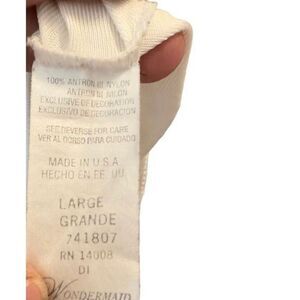 100% ANTRON III NYLON
ANTRON III NILON
EXCLUSIVE OF DECORATION
EXCLUSIVO DE DECORACION
SEE REVERSE FOR CARE
VER AL DORSO PARA CUIDADO
MADE IN U S A
HECHO EN EE. UU.
LARGE
GRANDE
741807
RN 14008
DI
WONDERMAID